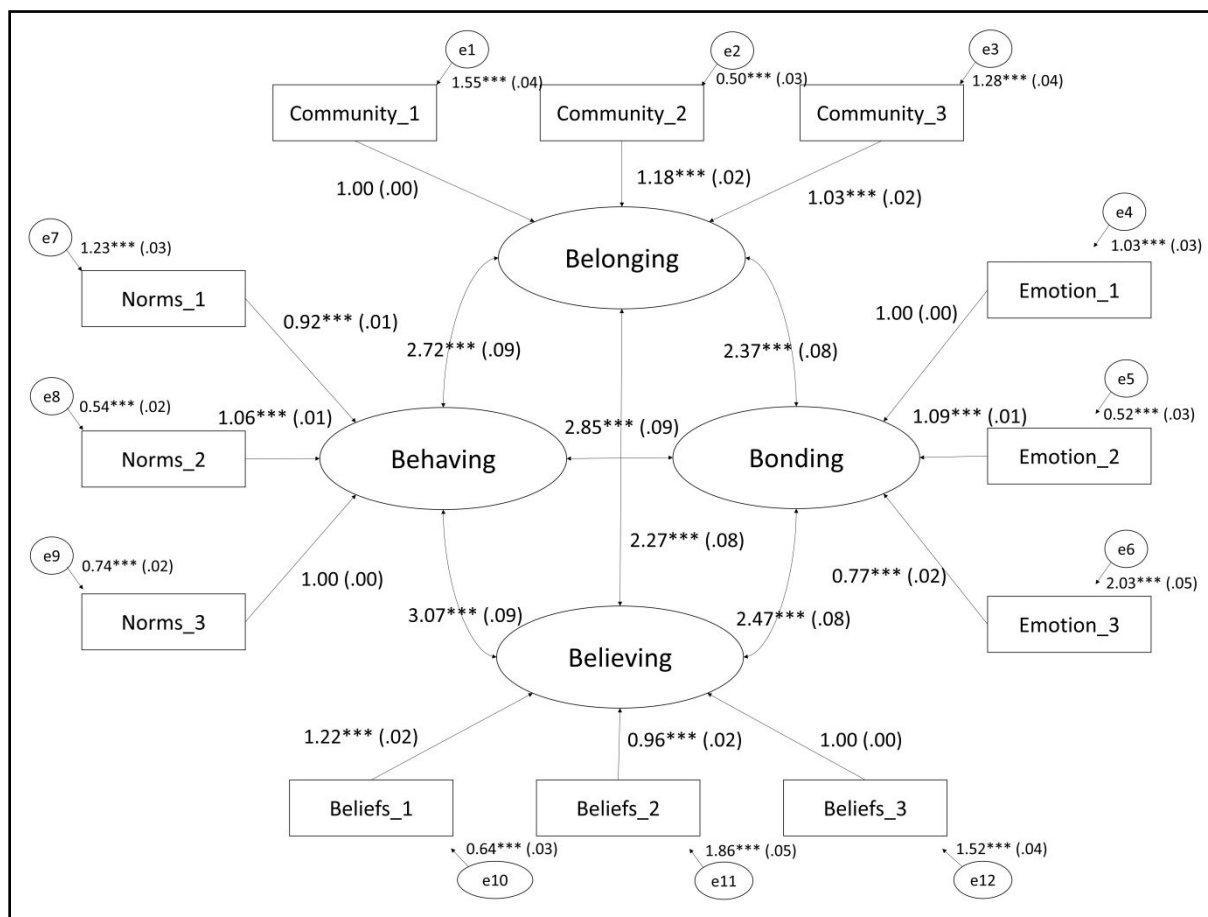 e1
e2
e3
1.55*** (.04)
0.50*** (.03)
1.28*** (.04)
Community_1
Community_2
Community_3
1.00 (.00)
1.18*** (.02)
1.03*** (.02)
e4
e7
1.23*** (.03)
1.03*** (.03)
Belonging
Norms_1
Emotion_1
0.92*** (.01)
1.00 (.00)
2.72*** (.09)
2.37*** (.08)
e5
e8
0.54*** (.02)
1.06*** (.01)
2.85*** (.09)
1.09*** (.01)
0.52*** (.03)
Norms_2
Behaving
Bonding
Emotion_2
2.27*** (.08)
e6
e9
0.74*** (.02)
1.00 (.00)
0.77*** (.02)
2.03*** (.05)
Norms_3
3.07*** (.09)
2.47*** (.08)
Emotion_3
Believing
1.22*** (.02)
0.96*** (.02)
1.00 (.00)
Beliefs_1
Beliefs_2
Beliefs_3
0.64*** (.03)
1.86*** (.05)
1.52*** (.04)
e10
e11
e12